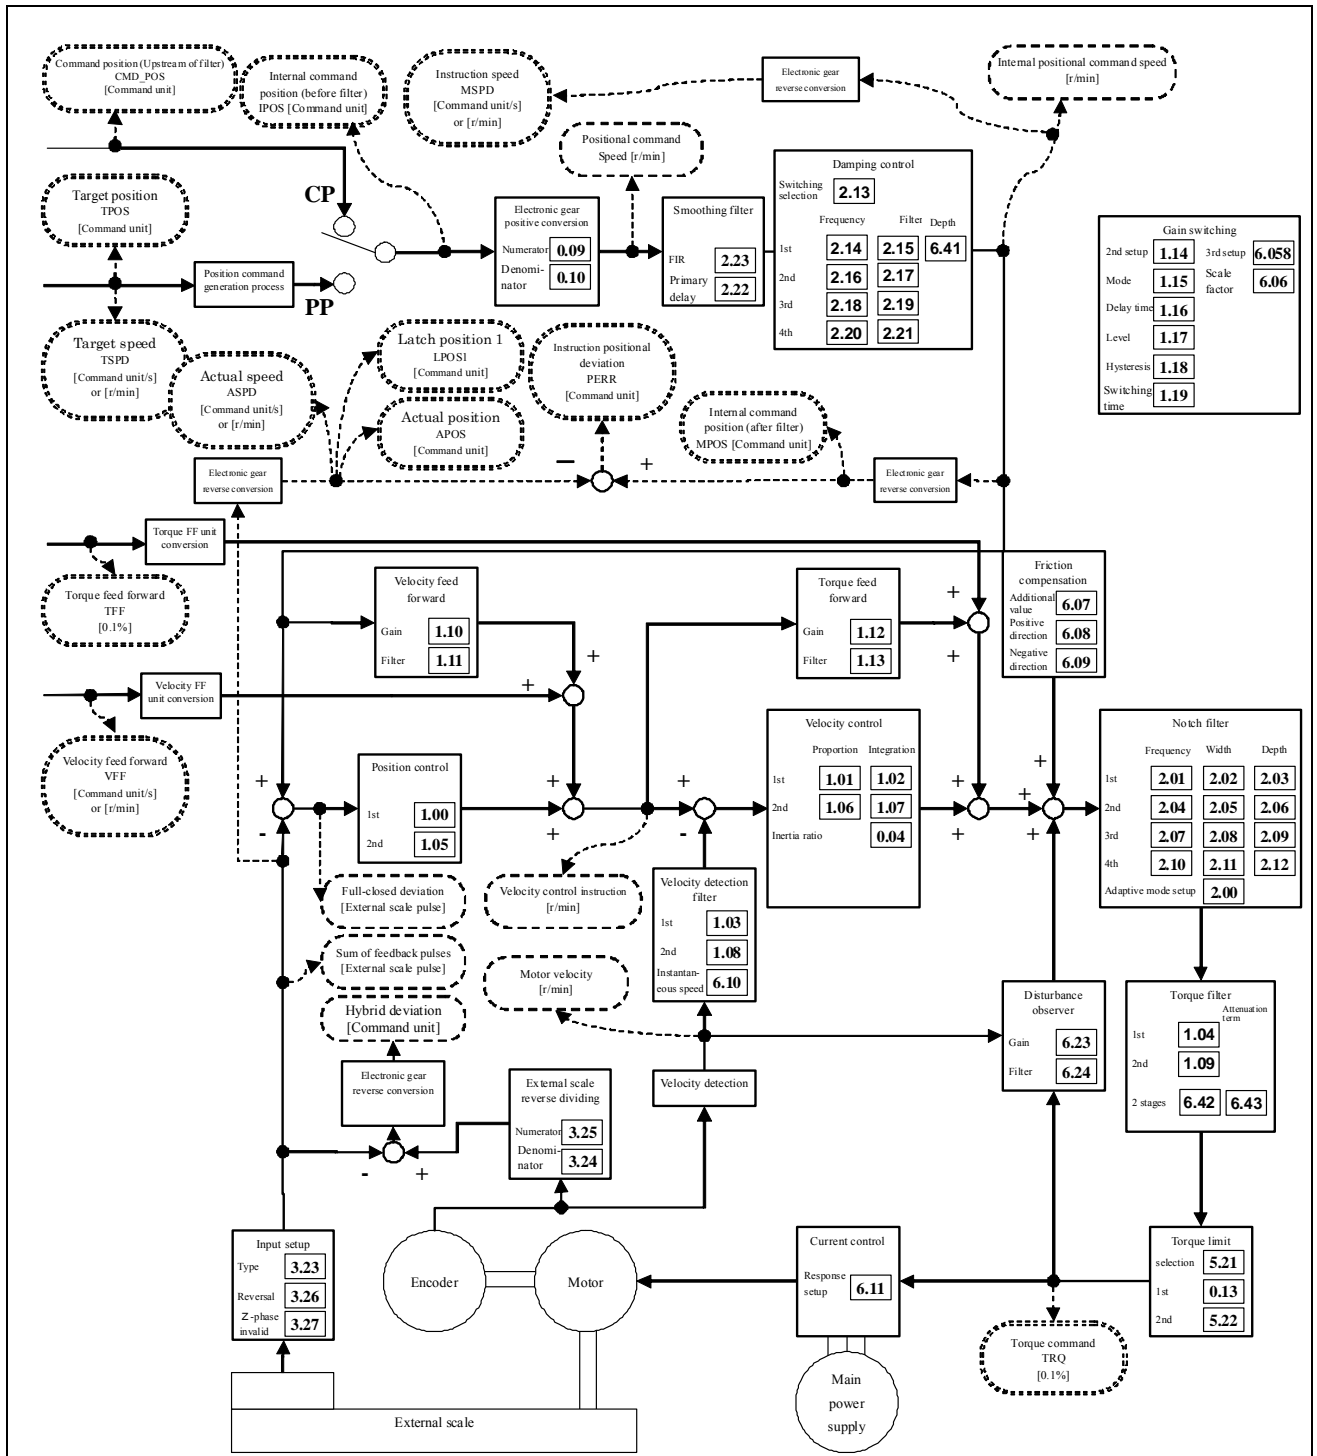 Command position (Upstream of filter)
CMD_POS
[Command unit]
Internal command
position (before filter)
IPOS [Command unit]
Instruction speed
MSPD
[Command unit/s]
or [r/min]
Electronic gear
reverse conversion
Internal positional command speed
[r/min]
Positional command
Speed [r/min]
Target position
TPOS
[Command unit]
CP
Position command
generation process
PP
Electronic gear
positive conversion
Numerator 0.09
Denomi-
nator 0.10
Smoothing filter
FIR 2.23
Primary
delay 2.22
Damping control
Switching
selection 2.13
Frequency Filter Depth
1st 2.14 2.15 6.41
2nd 2.16 2.17
3rd 2.18 2.19
4th 2.20 2.21
Gain switching
2nd setup 1.14 3rd setup 6.058
Mode 1.15 Scale
factor 6.06
Delay time 1.16
Level 1.17
Hysteresis 1.18
Switching
time 1.19
Target speed
TSPD
[Command unit/s]
or [r/min]
Actual speed
ASPD
[Command unit/s]
or [r/min]
Latch position 1
LPOS1
[Command unit]
Actual position
APOS
[Command unit]
Instruction positional
deviation
PERR
[Command unit]
Internal command
position (after filter)
MPOS [Command unit]
Electronic gear
reverse conversion
− +
Electronic gear
reverse conversion
Torque FF unit
conversion
Torque feed forward
TFF
[0.1%]
Velocity feed
forward
Gain 1.10
Filter 1.11
Torque feed
forward
Gain 1.12
Filter 1.13
+
+
Friction
compensation
Additional
value 6.07
Positive
direction 6.08
Negative
direction 6.09
Velocity FF
unit conversion
+
+
Velocity feed forward
VFF
[Command unit/s]
or [r/min]
+
-
Position control
1st 1.00
2nd 1.05
+
+
-
Velocity control
Proportion Integration
1st 1.01 1.02
2nd 1.06 1.07
Inertia ratio 0.04
+
+
+
+
+
Notch filter
Frequency Width Depth
1st 2.01 2.02 2.03
2nd 2.04 2.05 2.06
3rd 2.07 2.08 2.09
4th 2.10 2.11 2.12
Adaptive mode setup 2.00
Full-closed deviation
[External scale pulse]
Velocity control instruction
[r/min]
Velocity detection
filter
1st 1.03
2nd 1.08
Instantan-
eous speed 6.10
Sum of feedback pulses
[External scale pulse]
Motor velocity
[r/min]
Hybrid deviation
[Command unit]
Disturbance
observer
Gain 6.23
Filter 6.24
Torque filter
Attenuation
term
1st 1.04
2nd 1.09
2 stages 6.42 6.43
Electronic gear
reverse conversion
External scale
reverse dividing
Numerator 3.25
Denomi-
nator 3.24
Velocity detection
- +
Input setup
Type 3.23
Reversal 3.26
Z-phase
invalid 3.27
Encoder
Motor
Current control
Response
setup 6.11
Torque limit
selection 5.21
1st 0.13
2nd 5.22
Torque command
TRQ
[0.1%]
Main
power
supply
External scale